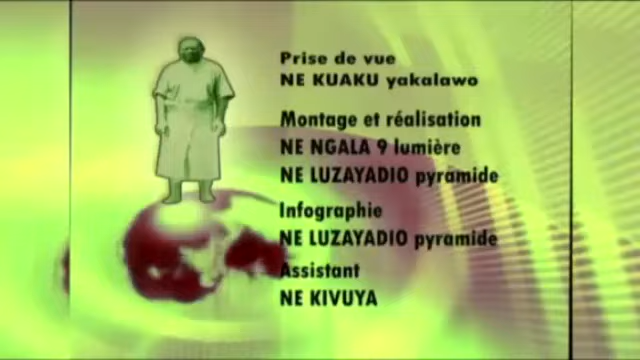 Prise de vue
NE KUAKU yakalawo
Montage et réalisation
NE NGALA 9 lumière
NE LUZAYADIO pyramide
Infographie
NE LUZAYADIO pyramide
Assistant
NE KIVUYA